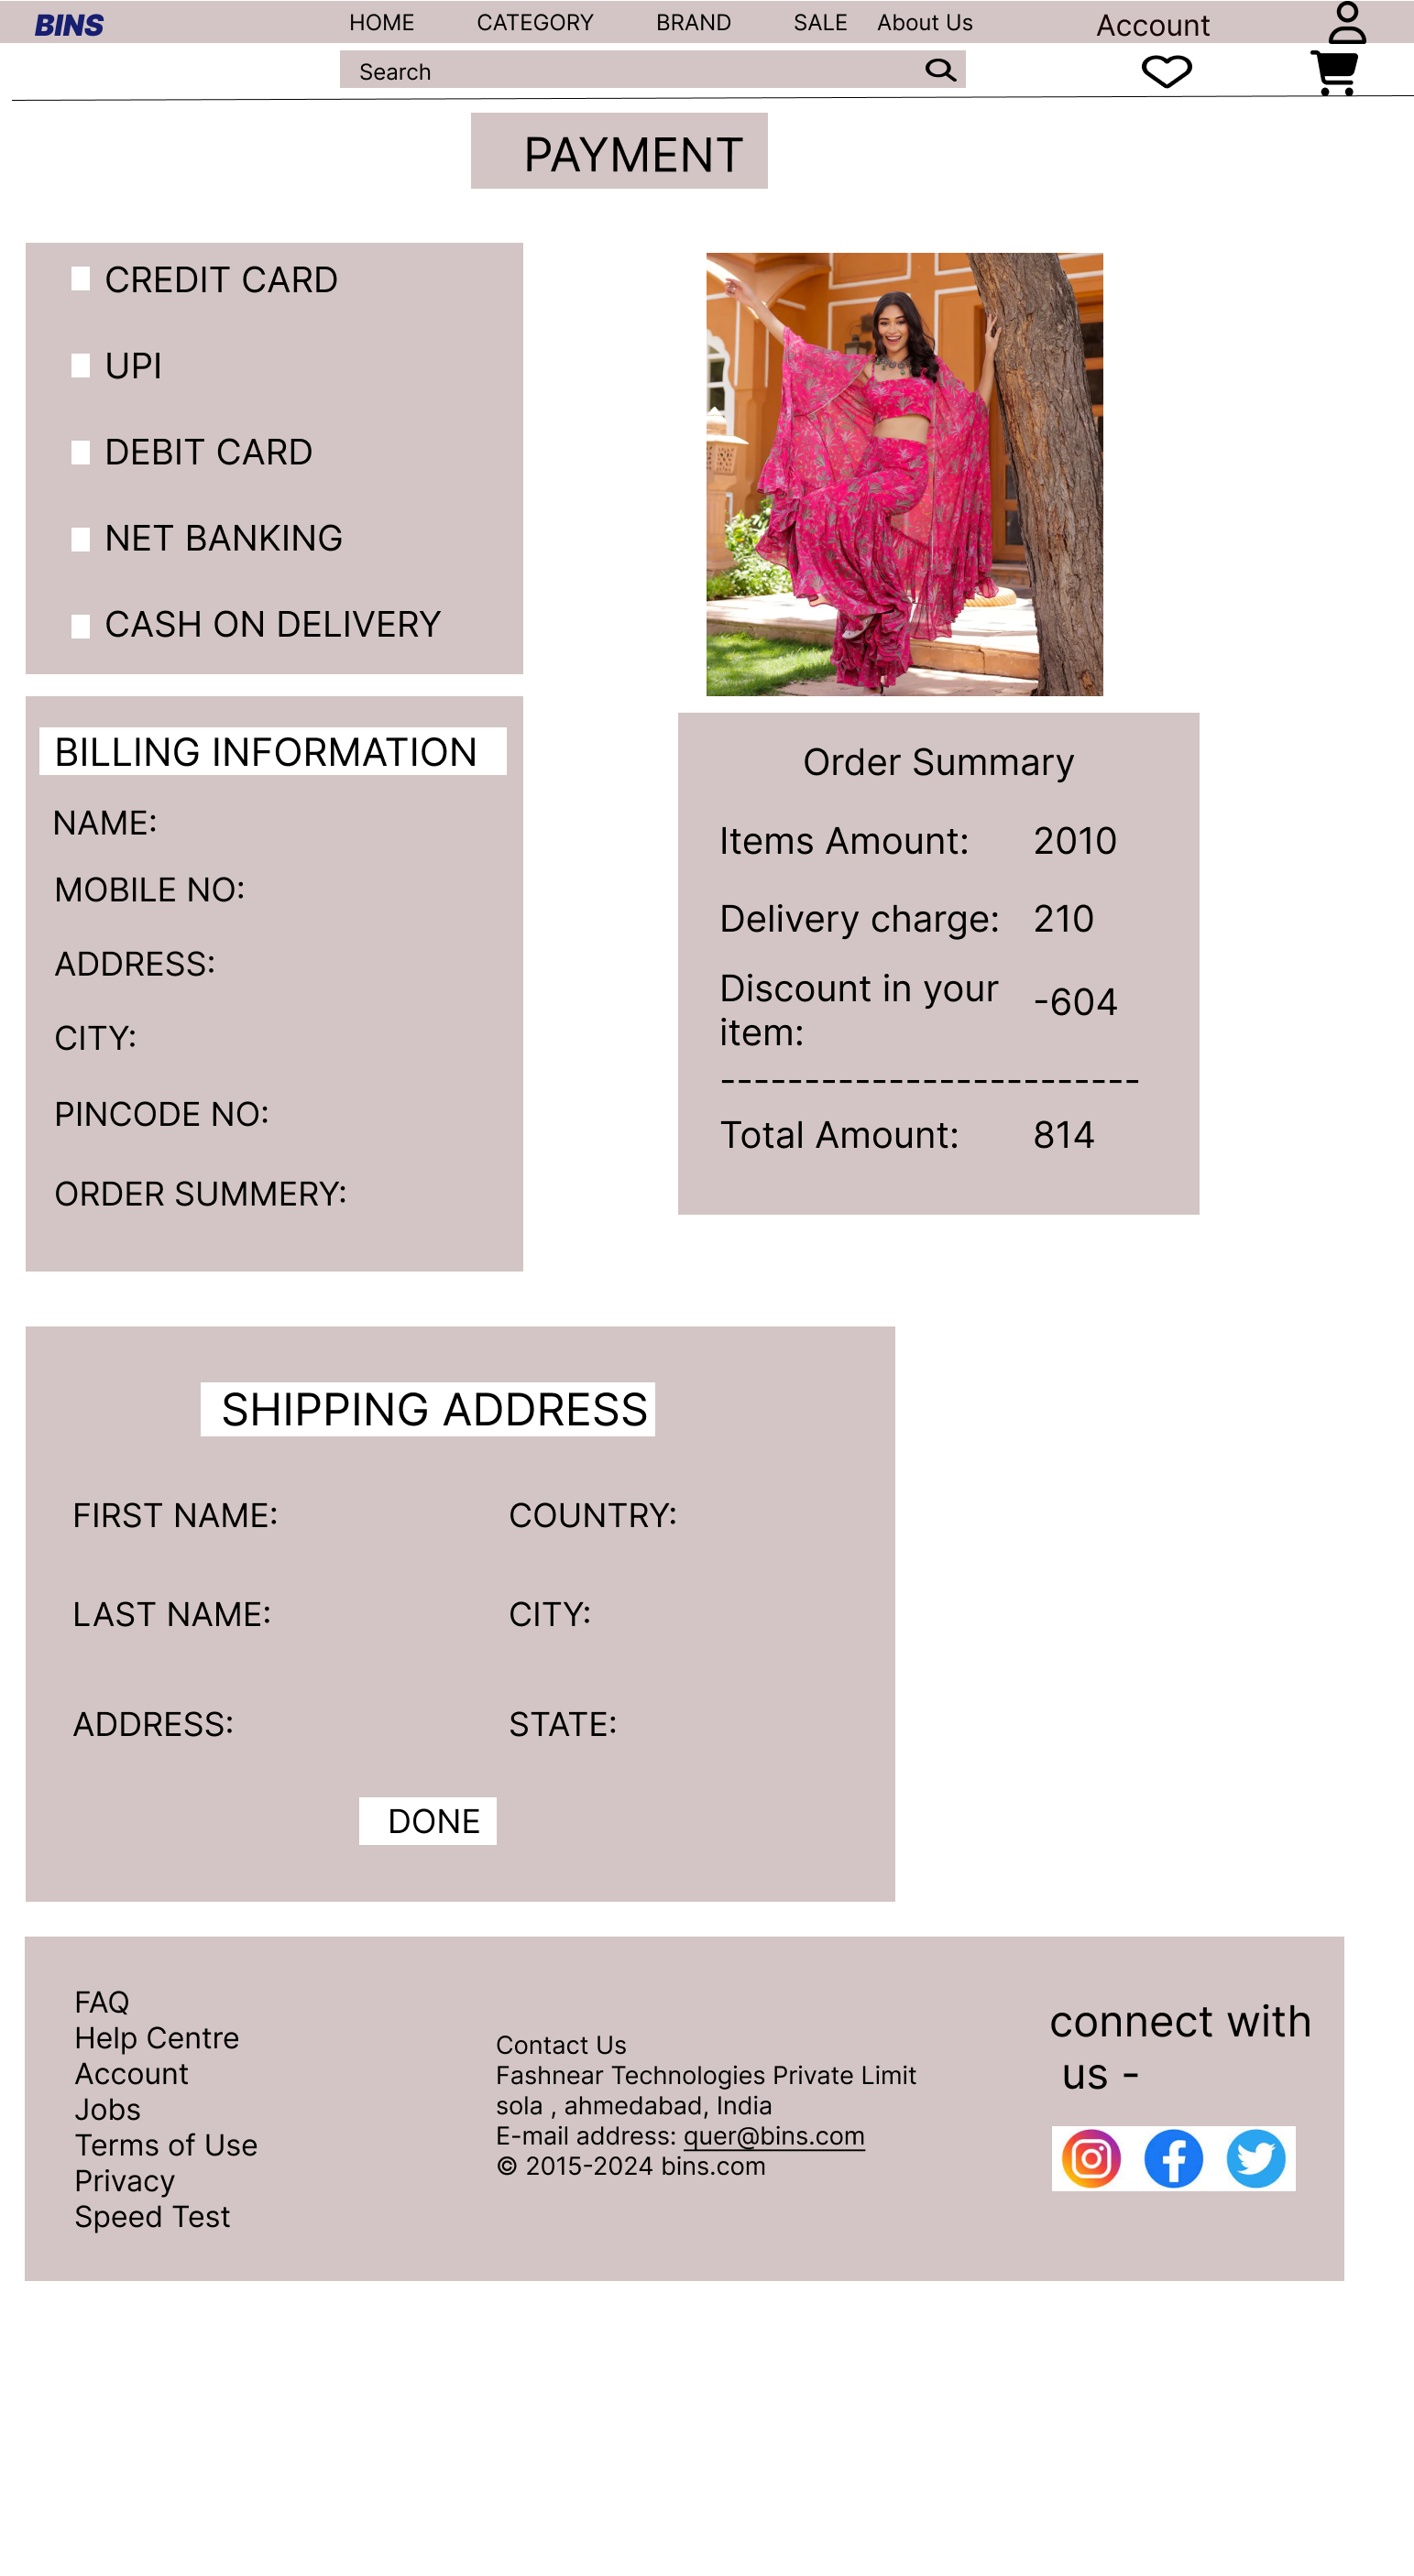 BINS
HOME CATEGORY BRAND SALE About Us Account
Search
PAYMENT
CREDIT CARD
UPI
DEBIT CARD
NET BANKING
CASH ON DELIVERY
BILLING INFORMATION
NAME:
MOBILE NO:
ADDRESS:
CITY:
PINCODE NO:
ORDER SUMMERY:
Order Summary
Items Amount: 2010
Delivery charge: 210
Discount in your
item: -604
--------------------------
Total Amount: 814
SHIPPING ADDRESS
FIRST NAME: COUNTRY:
LAST NAME: CITY:
ADDRESS: STATE:
DONE
FAQ
Help Centre
Account
Jobs
Terms of Use
Privacy
Speed Test
Contact Us
Fashnear Technologies Private Limit
sola , ahmedabad, India
E-mail address: quer@bins.com
© 2015-2024 bins.com
connect with
us -